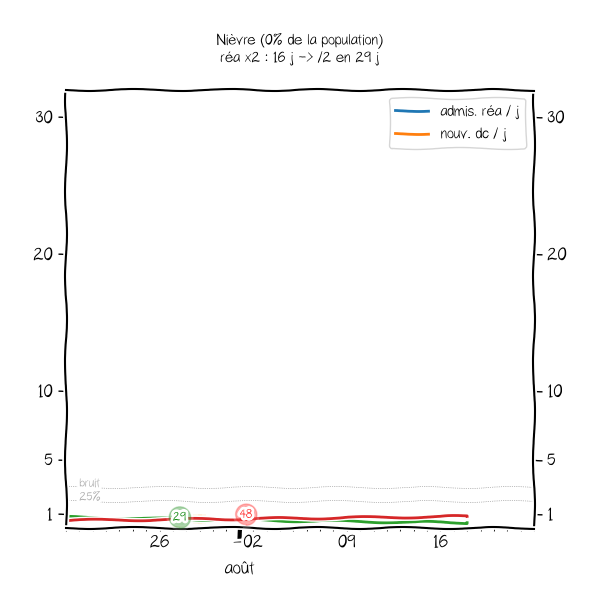 Nièvre (0% de la population)
réa x2 : 16 j -> /2 en 29 j
admis. réa / j
nouv. dc / j
30 30
20 20
10 10
5 5
bruit
25%
1 1
29 48
26 02 09 16
août